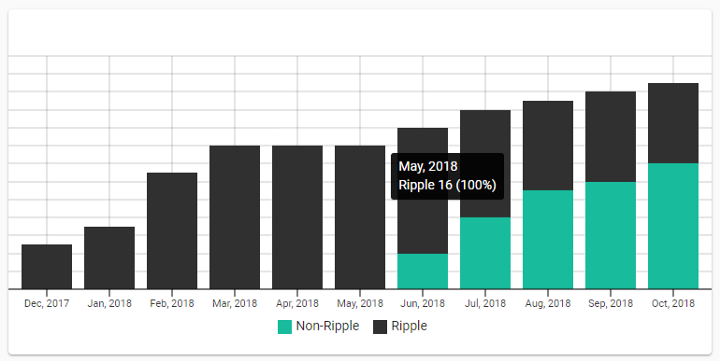 May, 2018
Ripple 16 (100%)
Dec, 2017 Jan, 2018 Feb, 2018 Mar, 2018 Apr, 2018 May, 2018 Jun, 2018 Jul, 2018 Aug, 2018 Sep, 2018 Oct, 2018
Non-Ripple Ripple